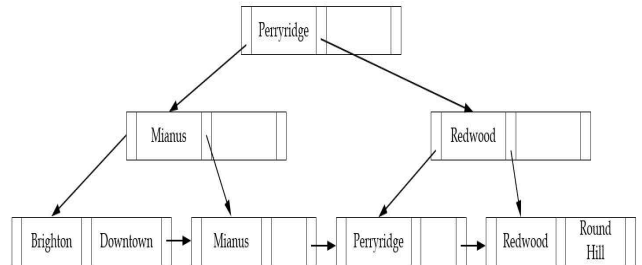 Perryridge
Mianus
Redwood
Brighton
Downtown
Mianus
Perryridge
Redwood
Round
Hill